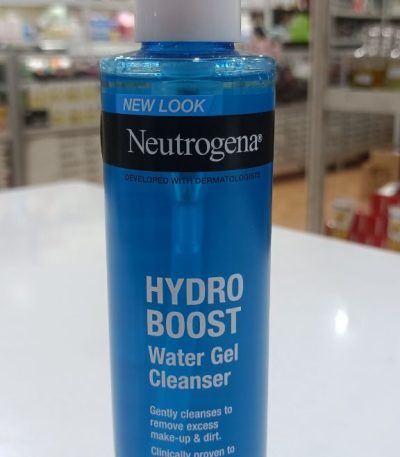 NEW LOOK
Neutrogena®
DEVELOPED WITH DERMATOLOGISTS
HYDRO
BOOST
Water Gel
Cleanser
Gently cleanses to
remove excess
make-up & dirt.
Clinically proven to